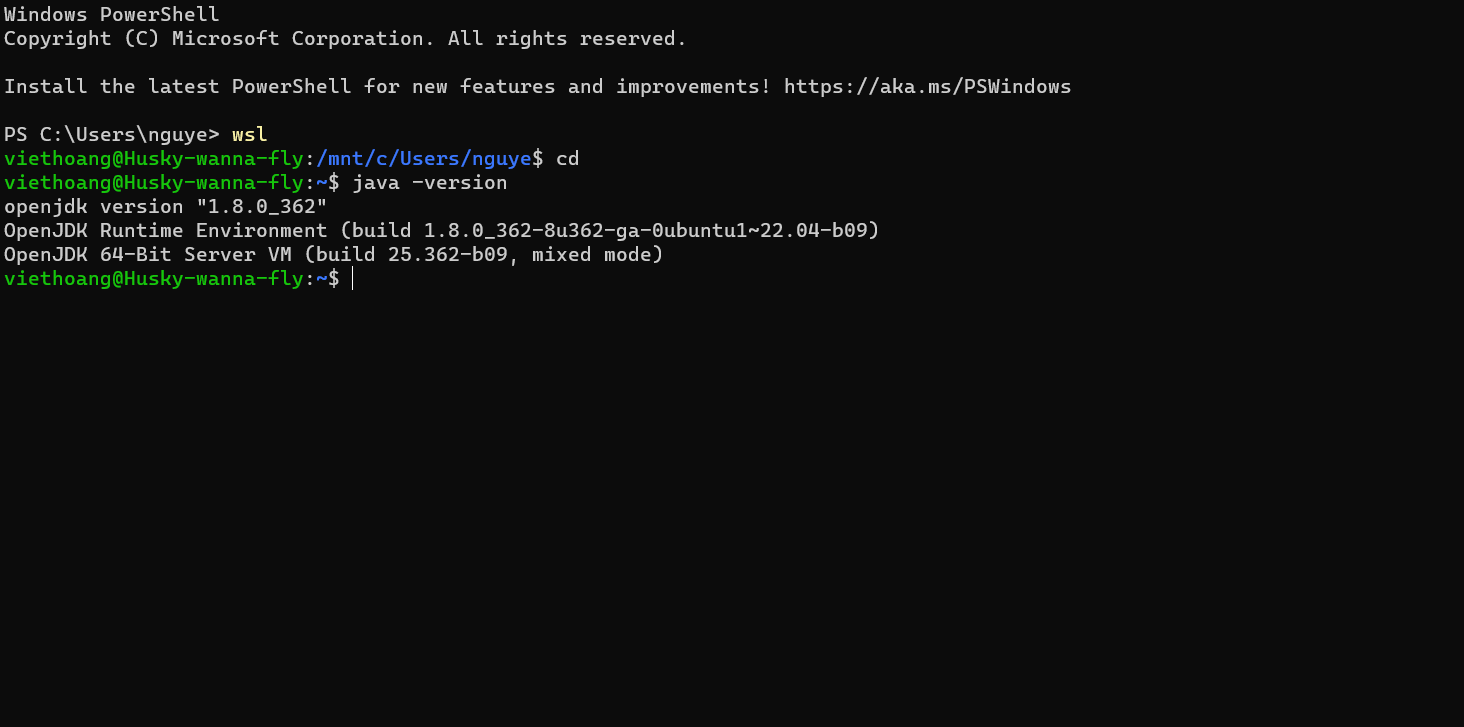 Windows PowerShell
Copyright (C) Microsoft Corporation. All rights reserved.
Install the latest PowerShell for new features and improvements! https://aka.ms/PSWindows
PS C:\Users\nguye> wsl
viethoang@Husky-wanna-fly:/mnt/c/Users/nguye$ cd
viethoang@Husky-wanna-fly:~$ java -version
openjdk version "1.8.0_362"
OpenJDK Runtime Environment (build 1.8.0_362-8u362-ga-0ubuntu1~22.04-b09)
OpenJDK 64-Bit Server VM (build 25.362-b09, mixed mode)
viethoang@Husky-wanna-fly:~$